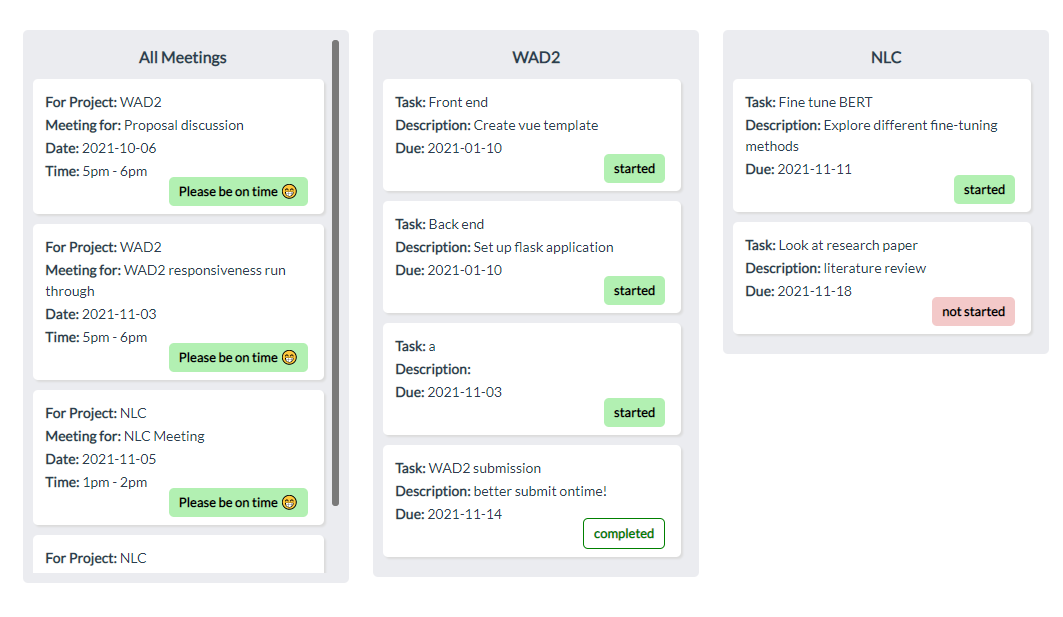 All Meetings
For Project: WAD2
Meeting for: Proposal discussion
Date: 2021-10-06
Time: 5pm - 6pm
Please be on time 😁
For Project: WAD2
Meeting for: WAD2 responsiveness run
through
Date: 2021-11-03
Time: 5pm - 6pm
Please be on time 😁
For Project: NLC
Meeting for: NLC Meeting
Date: 2021-11-05
Time: 1pm - 2pm
Please be on time 😁
For Project: NLC
WAD2
Task: Front end
Description: Create vue template
Due: 2021-01-10
started
Task: Back end
Description: Set up flask application
Due: 2021-01-10
started
Task: a
Description:
Due: 2021-11-03
started
Task: WAD2 submission
Description: better submit ontime!
Due: 2021-11-14
completed
NLC
Task: Fine tune BERT
Description: Explore different fine-tuning
methods
Due: 2021-11-11
started
Task: Look at research paper
Description: literature review
Due: 2021-11-18
not started